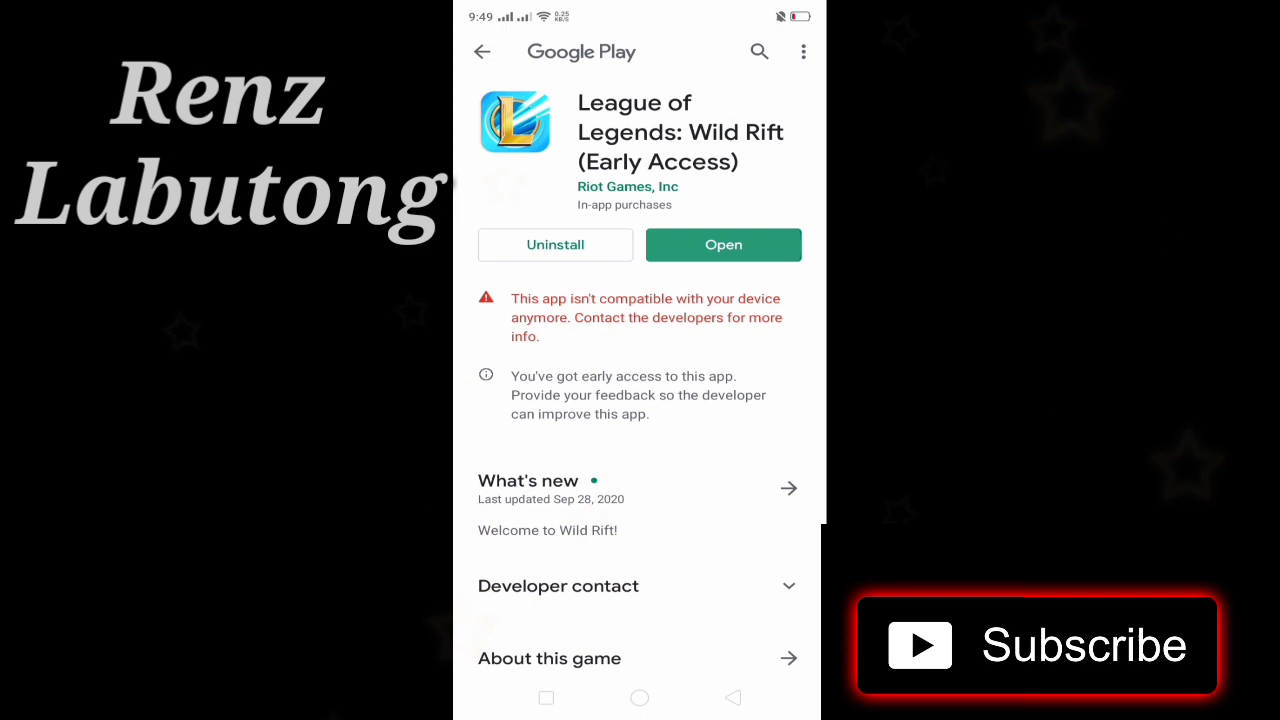 Renz
Labutong
9:49
0.25
KB/S
Google Play
League of
Legends: Wild Rift
(Early Access)
Riot Games, Inc
In-app purchases
Uninstall
Open
This app isn't compatible with your device
anymore. Contact the developers for more
info.
You've got early access to this app.
Provide your feedback so the developer
can improve this app.
What's new
Last updated Sep 28, 2020
Welcome to Wild Rift!
Developer contact
About this game
Subscribe